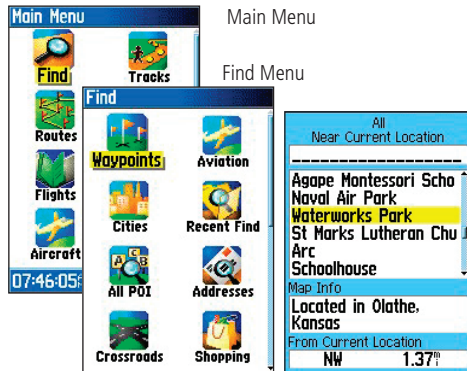 Main Menu
Main Menu
Find
Tracks
Routes
Flights
Aircraft
07:46:05
Find Menu
Find
Waypoints
Aviation
Cities
Recent Find
All POI
Addresses
Crossroads
Shopping
All
Near Current Location
Agape Montessori Scho
Naval Air Park
Waterworks Park
St Marks Lutheran Chu
Arc
Schoolhouse
Map Info
Located in Olathe,
Kansas
From Current Location
NW 1.37